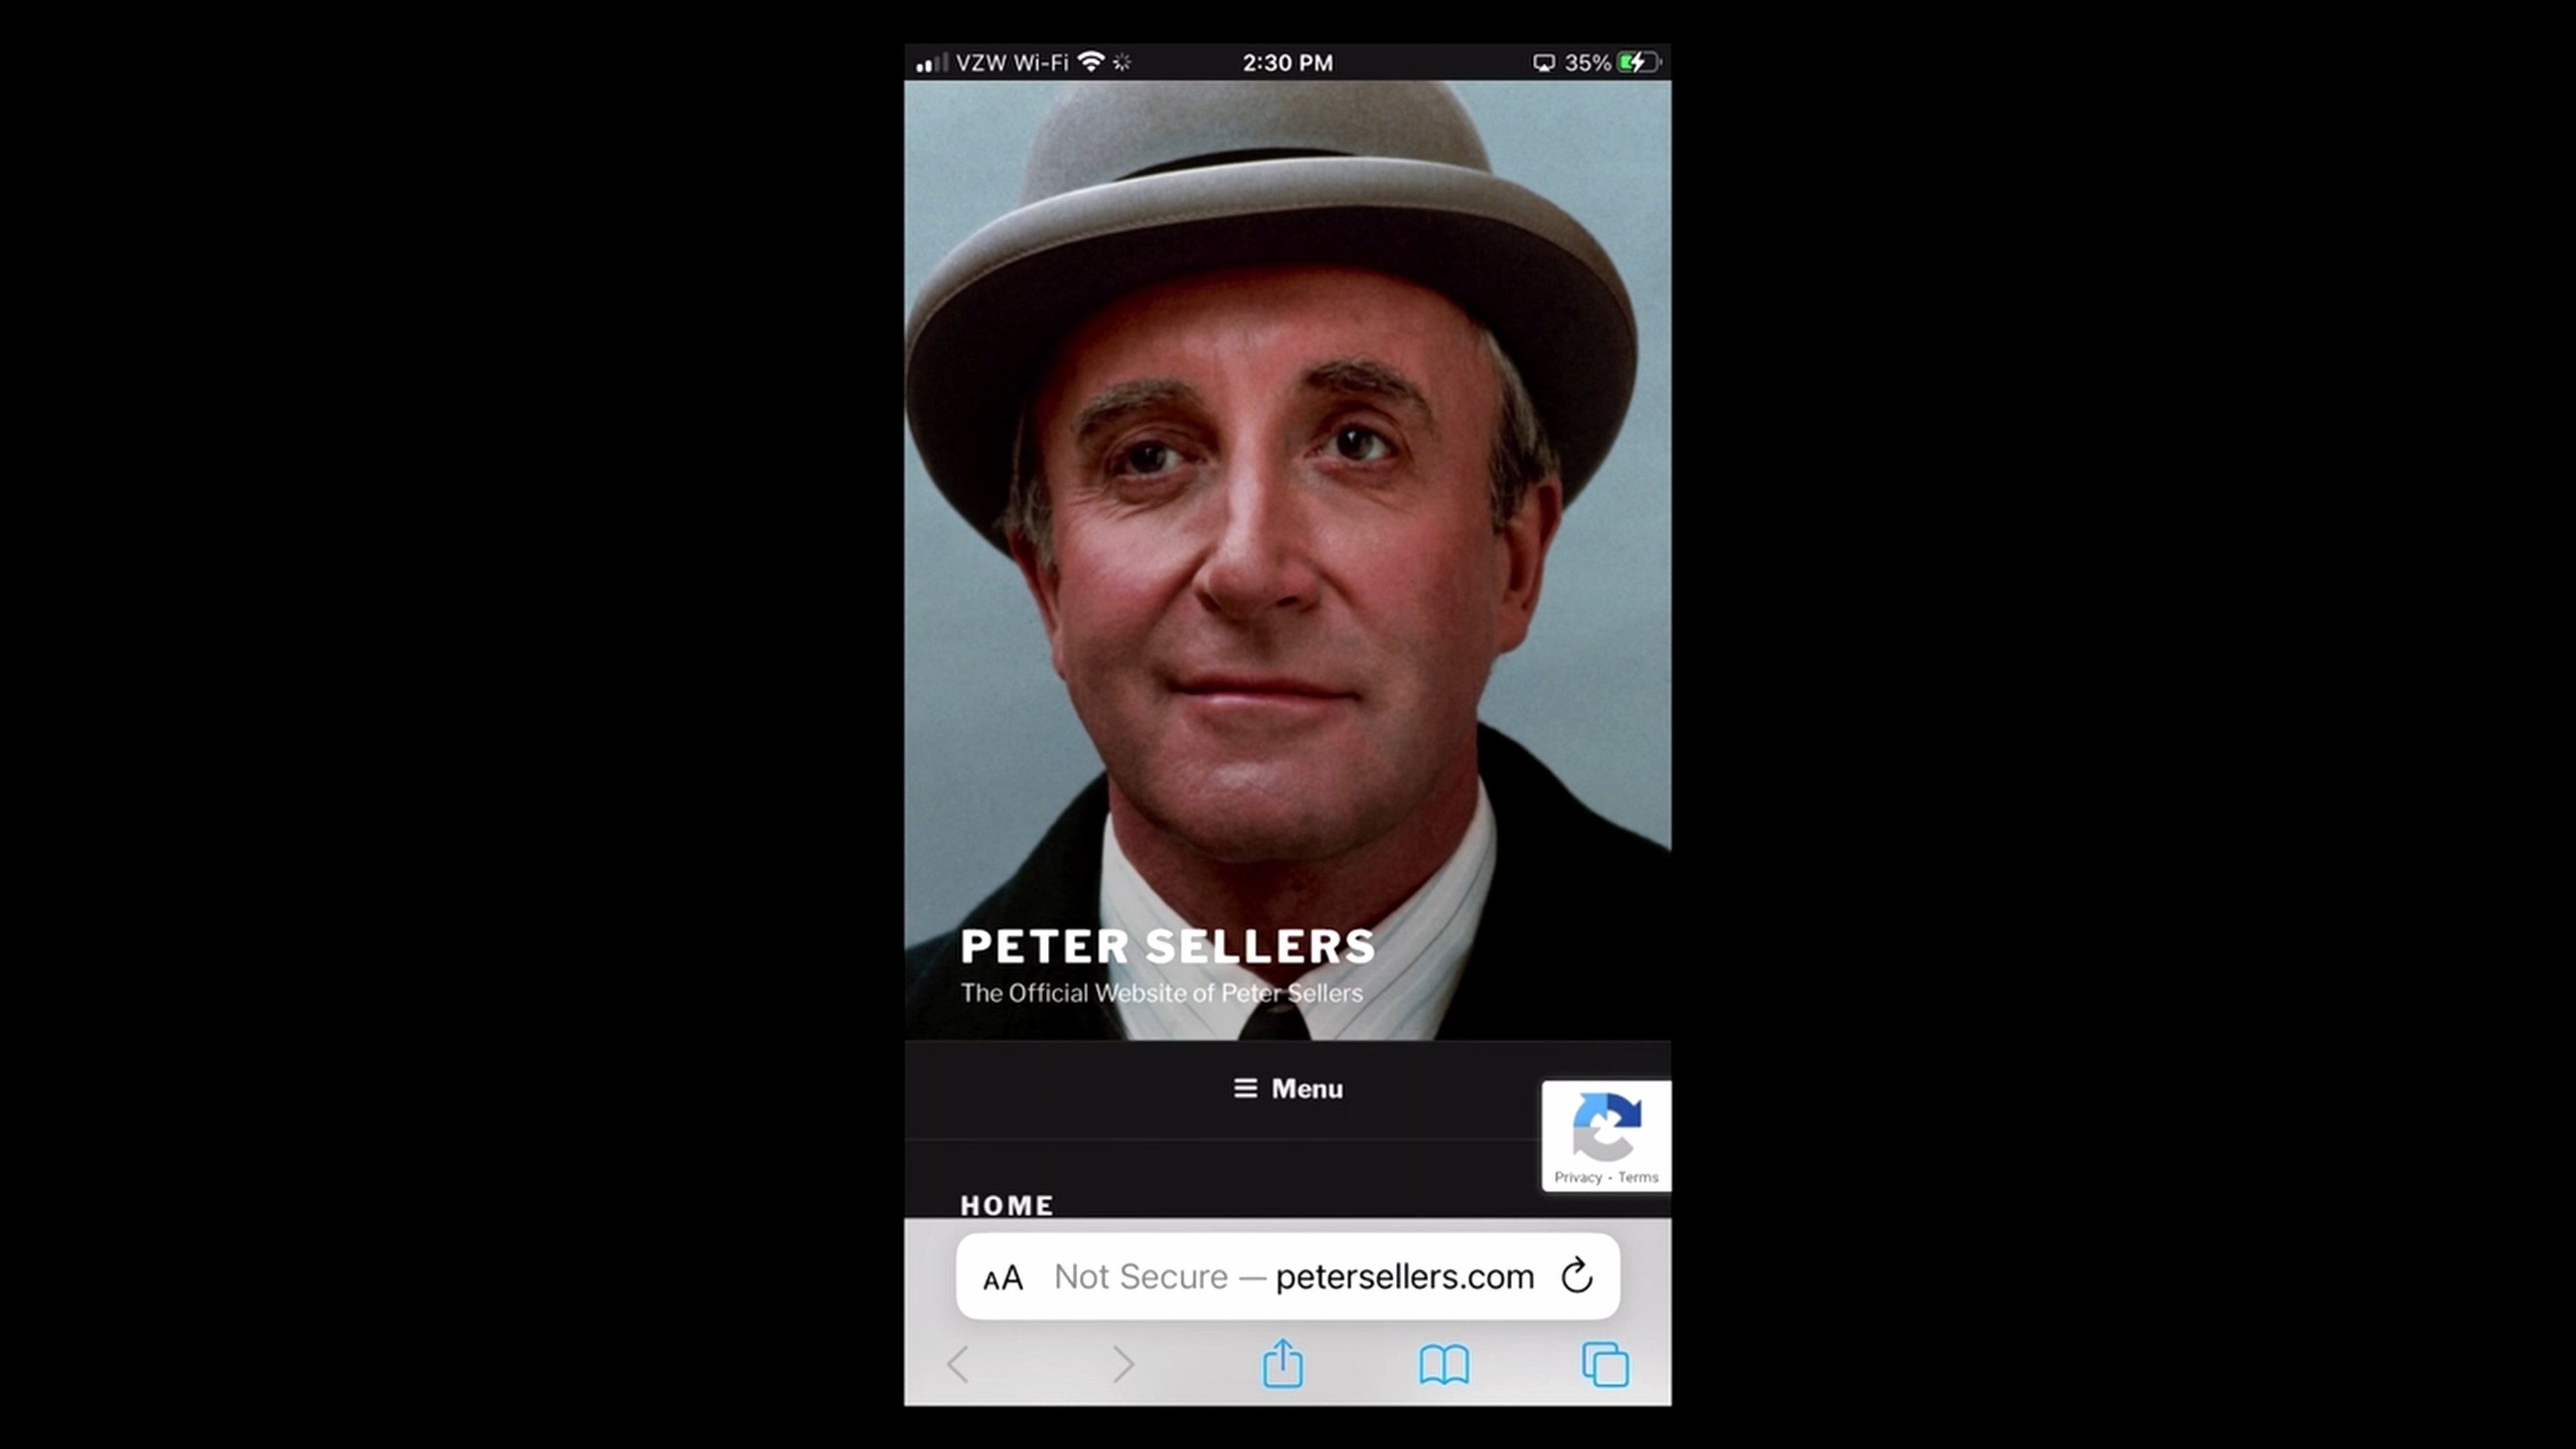 VZW Wi-Fi 2:30 PM 35%
PETER SELLERS
The Official Website of Peter Sellers
Menu
Privacy - Terms
HOME
AA Not Secure — petersellers.com